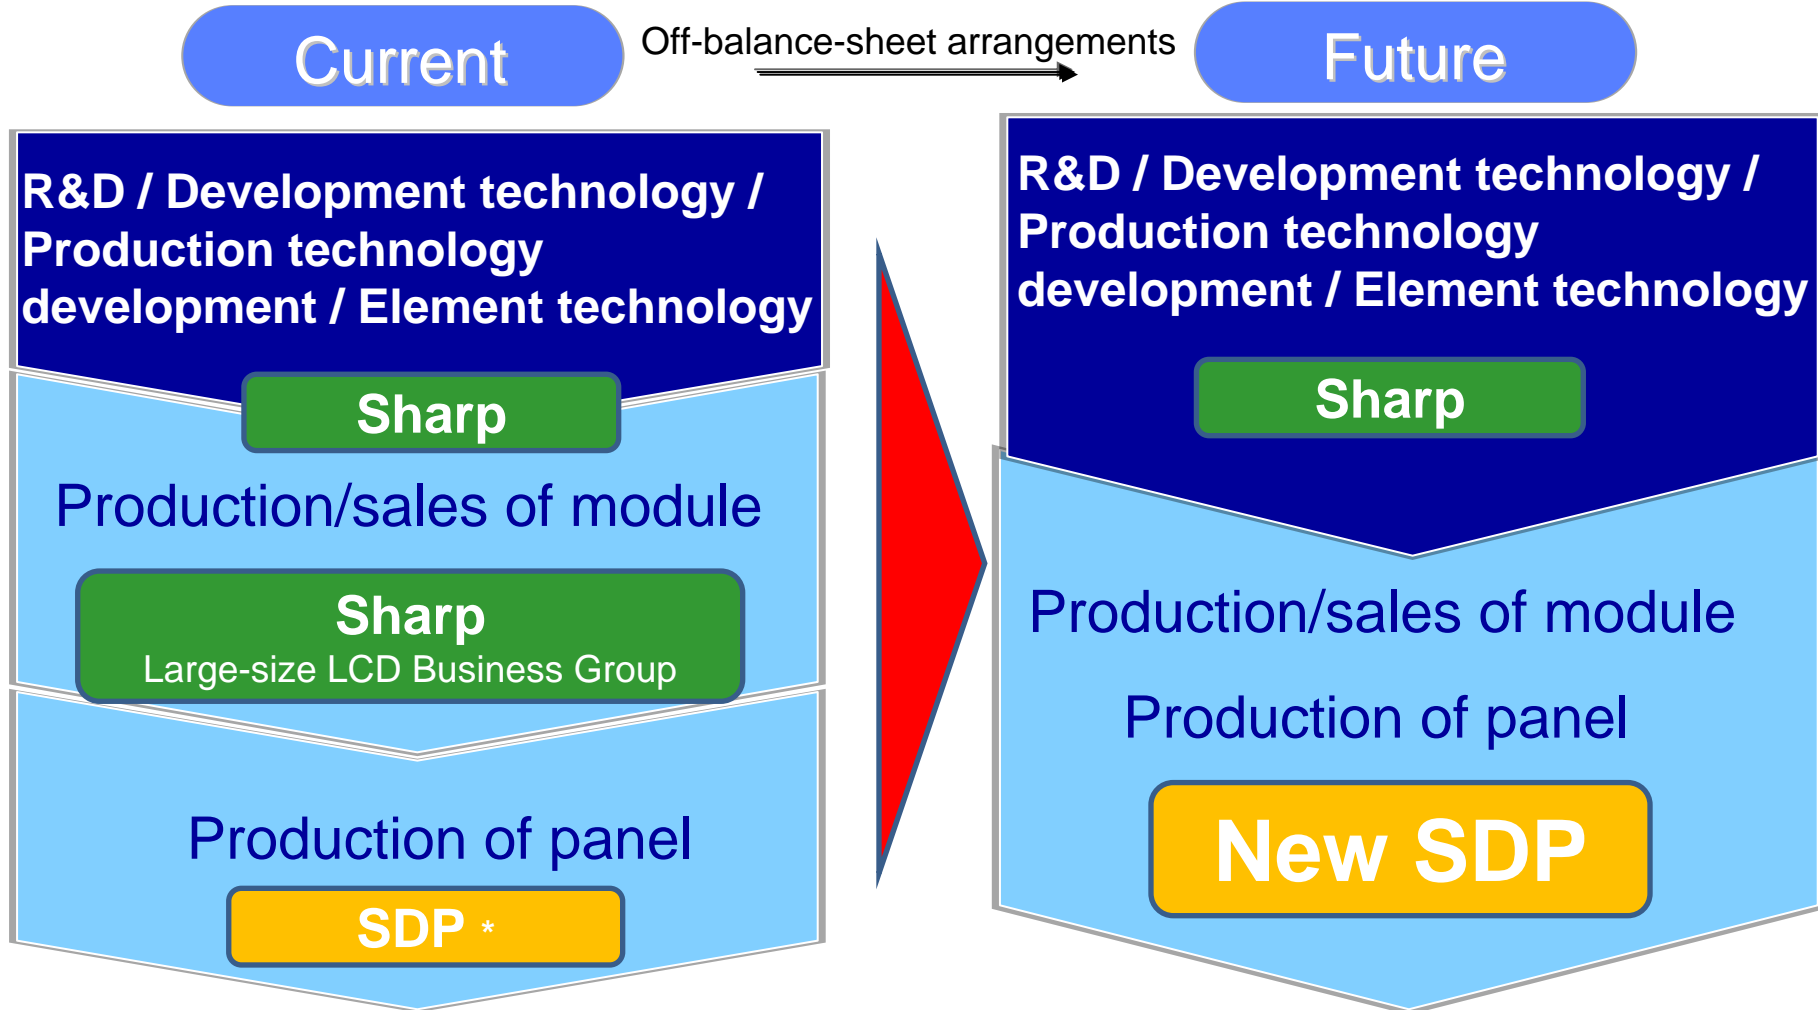 Current
Off-balance-sheet arrangements
Future
R&D / Development technology /
Production technology
development / Element technology
Sharp
Production/sales of module
Sharp
Large-size LCD Business Group
Production of panel
SDP *
R&D / Development technology /
Production technology
development / Element technology
Sharp
Production/sales of module
Production of panel
New SDP